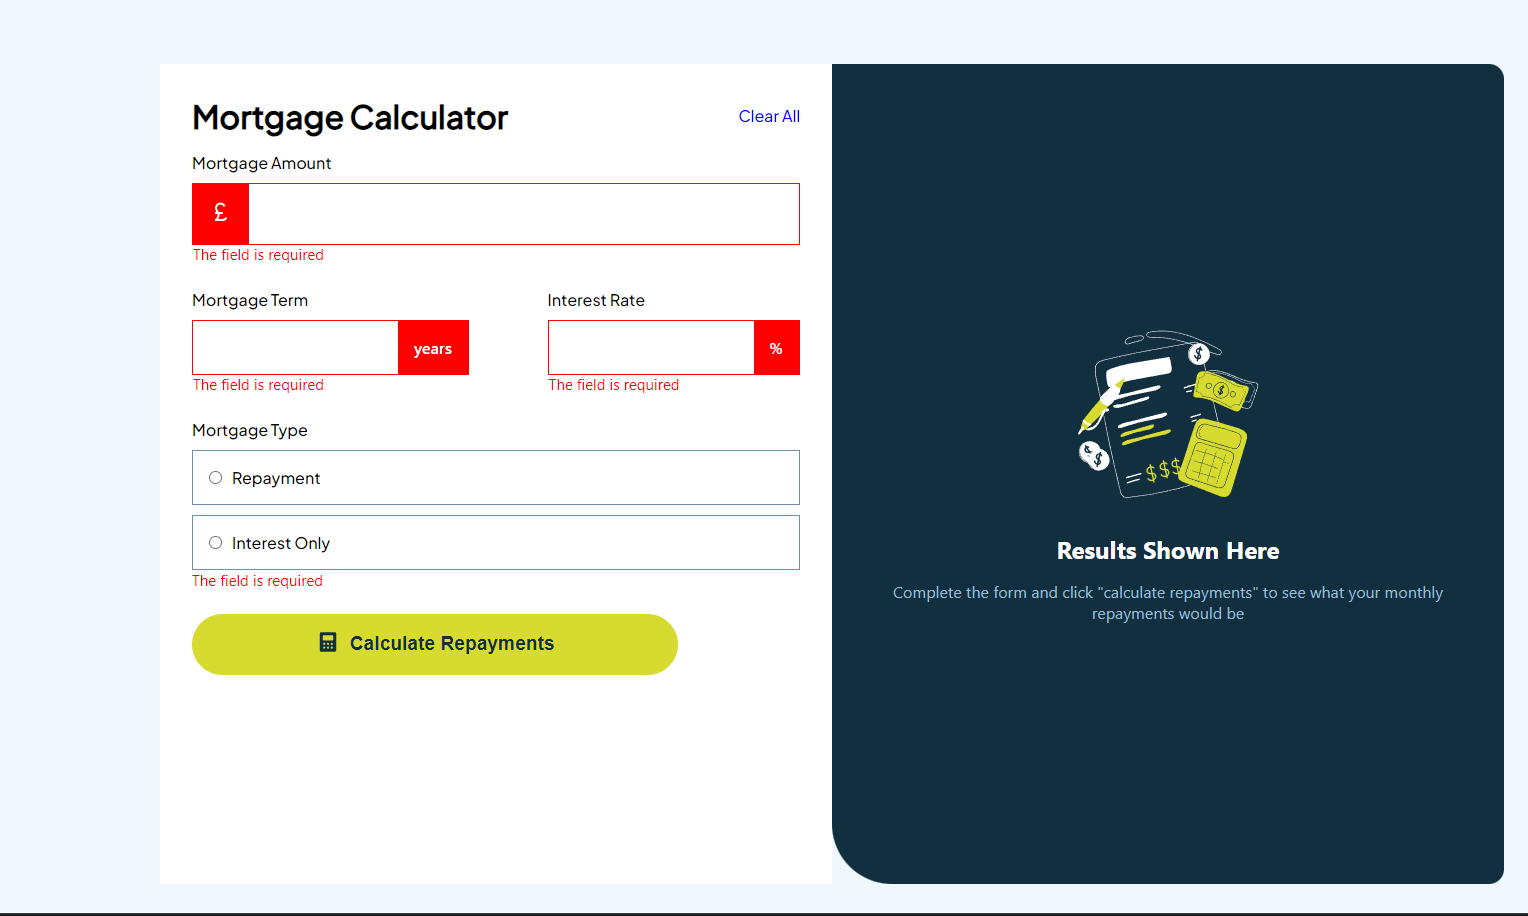 Mortgage Calculator
Clear All
Mortgage Amount
£
The field is required
Mortgage Term
Interest Rate
years
%
The field is required
The field is required
Mortgage Type
Repayment
Interest Only
The field is required
Calculate Repayments
$
$
$
$
$$$
Results Shown Here
Complete the form and click "calculate repayments" to see what your monthly
repayments would be